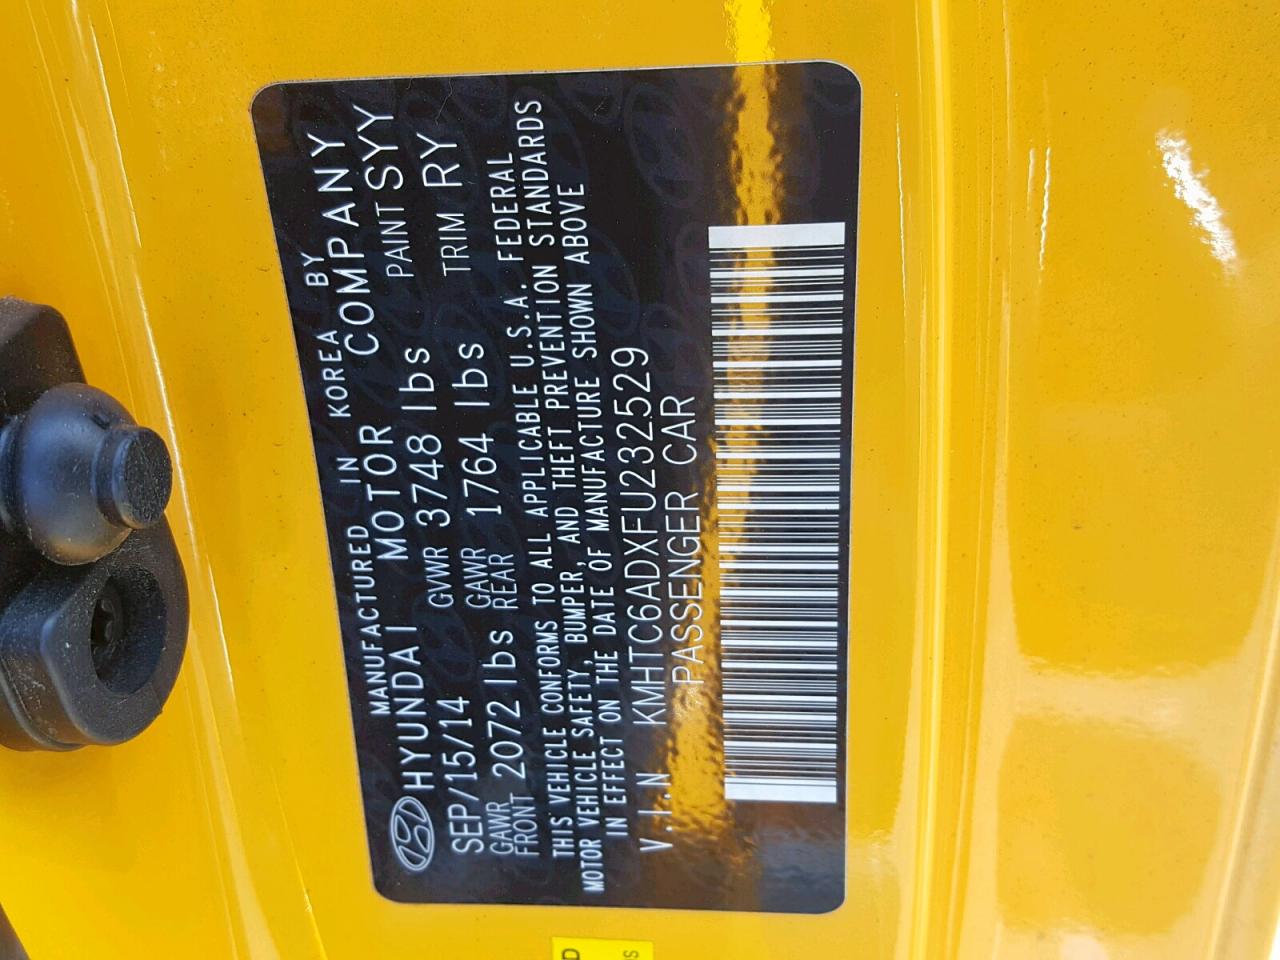 MANUFACTURED IN KOREA BY
HYUNDAI MOTOR COMPANY
SEP/15/14 GVWR 3748 lbs PAINT SYY
GAWR FRONT 2072 lbs GAWR REAR 1764 lbs TRIM RY
THIS VEHICLE CONFORMS TO ALL APPLICABLE U.S.A. FEDERAL
MOTOR VEHICLE SAFETY, BUMPER, AND THEFT PREVENTION STANDARDS
IN EFFECT ON THE DATE OF MANUFACTURE SHOWN ABOVE
V.I.N KMHTC6ADXFU232529
PASSENGER CAR